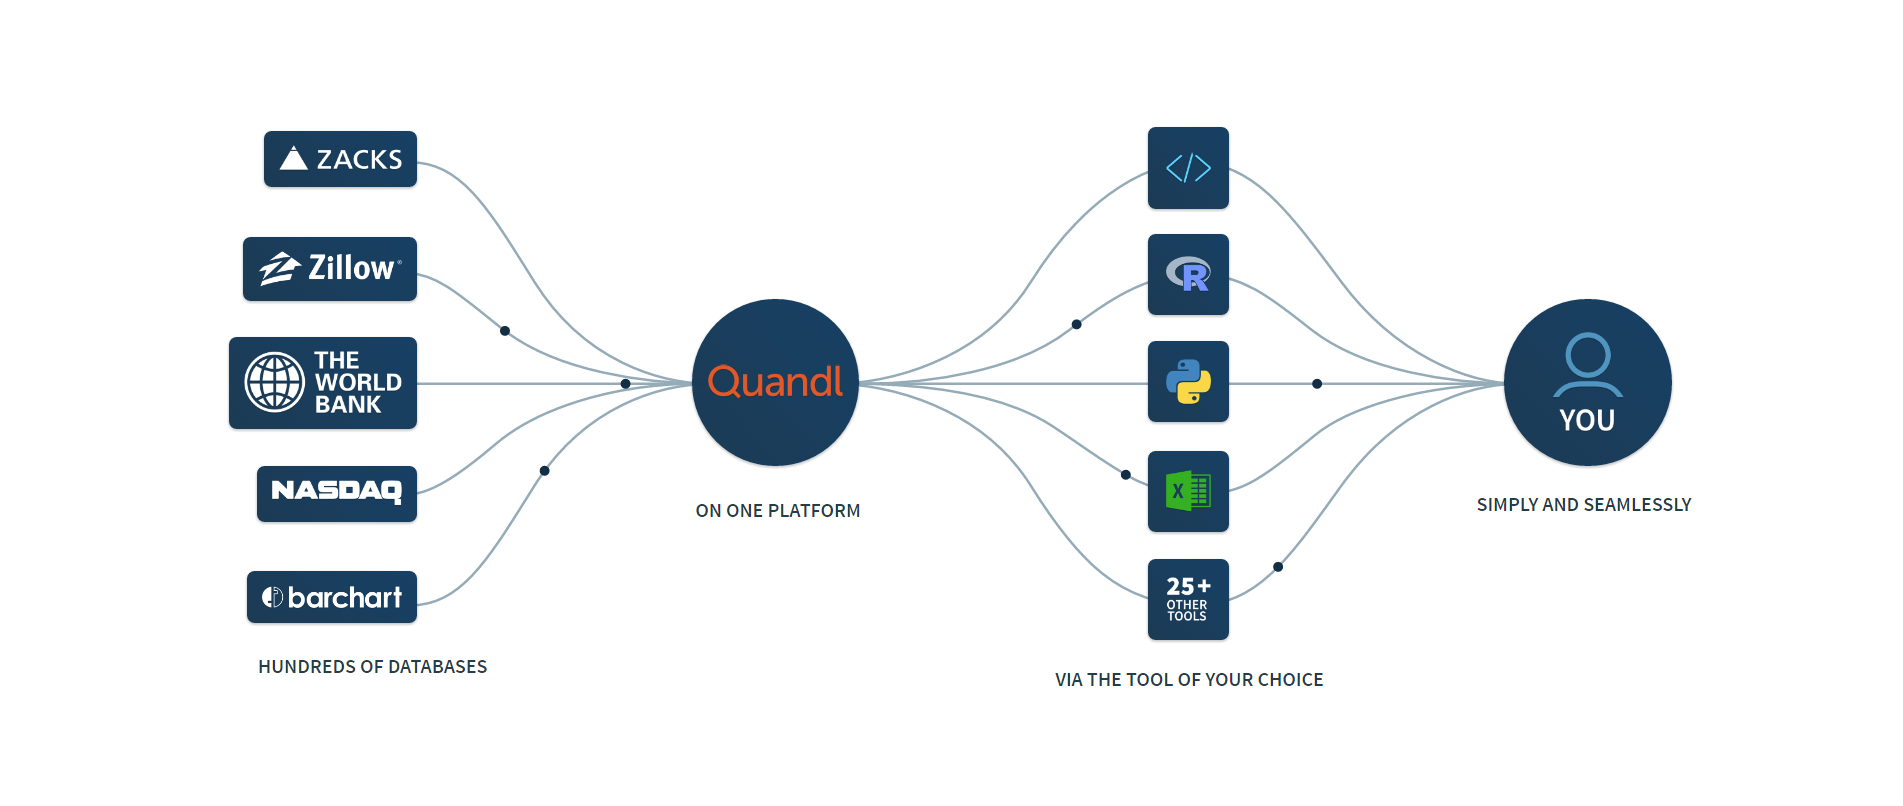 ZACKS
Zillow®
THE
WORLD
BANK
NASDAQ
barchart
HUNDREDS OF DATABASES
Quandl
ON ONE PLATFORM
</>
R
X
25+
OTHER
TOOLS
VIA THE TOOL OF YOUR CHOICE
YOU
SIMPLY AND SEAMLESSLY